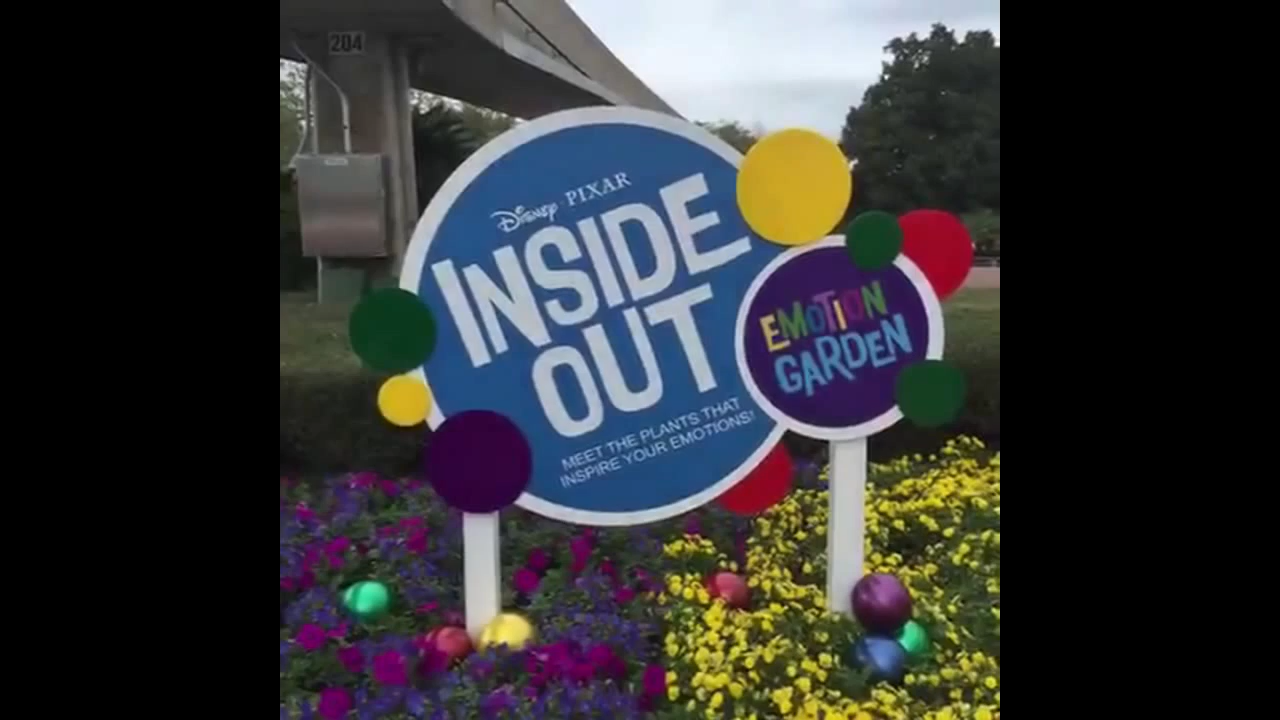 204
DISNEY · PIXAR
INSIDE
OUT
MEET THE PLANTS THAT
INSPIRE YOUR EMOTIONS!
EMOTION
GARDEN